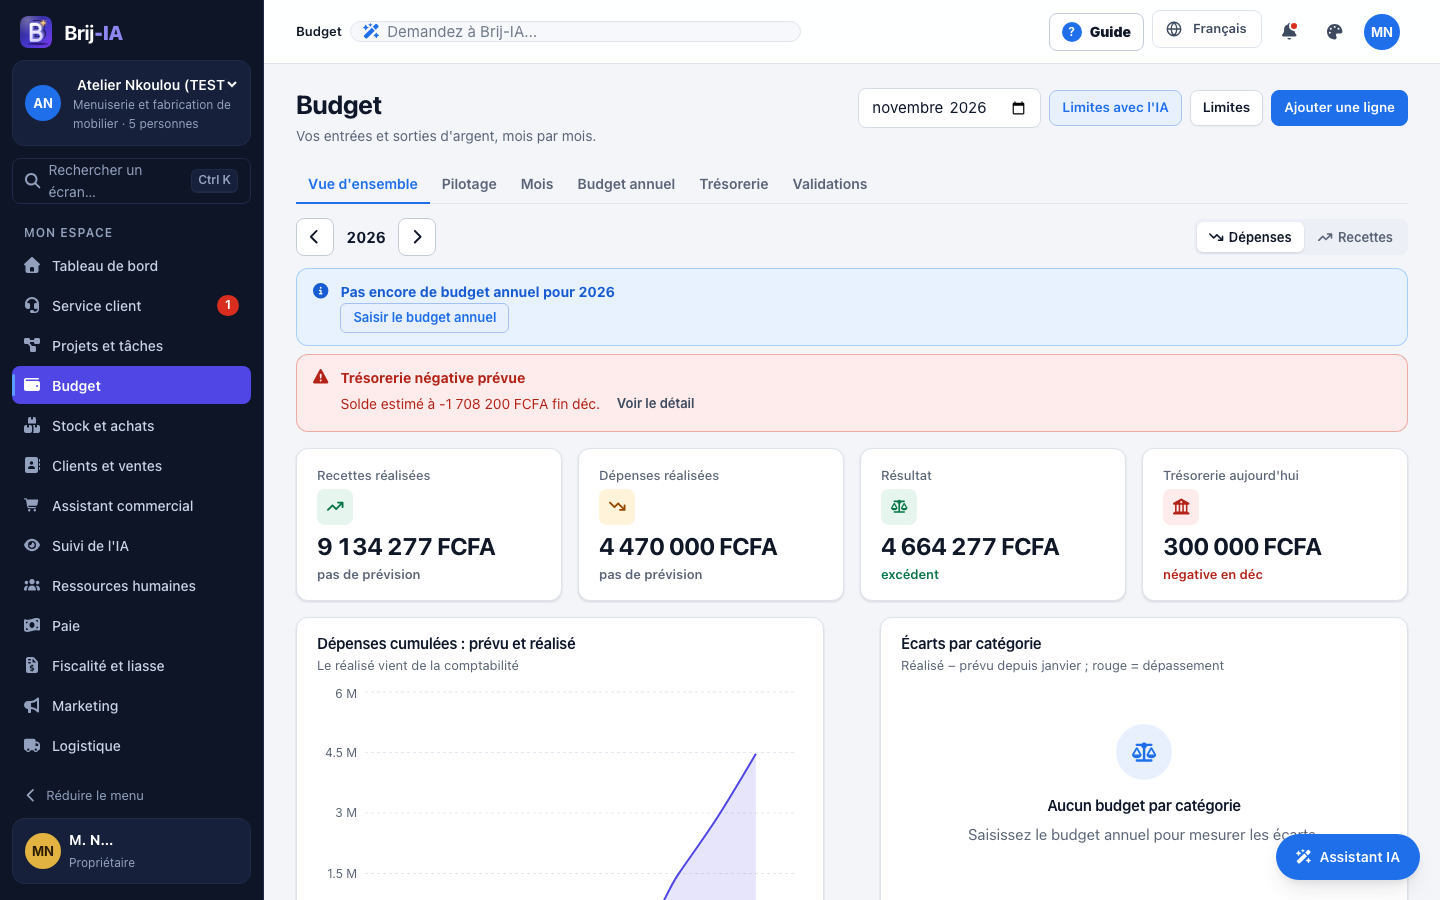 Brij-IA
Atelier Nkoulou (TEST
AN
Menuiserie et fabrication de
mobilier · 5 personnes
Rechercher un
écran...
Ctrl K
MON ESPACE
Tableau de bord
Service client
1
Projets et tâches
Budget
Stock et achats
Clients et ventes
Assistant commercial
Suivi de l'IA
Ressources humaines
Paie
Fiscalité et liasse
Marketing
Logistique
Réduire le menu
MN
M. N...
Propriétaire
Budget
Demandez à Brij-IA...
? Guide
Français
MN
Budget
Vos entrées et sorties d'argent, mois par mois.
novembre 2026
Limites avec l'IA
Limites
Ajouter une ligne
Vue d'ensemble
Pilotage
Mois
Budget annuel
Trésorerie
Validations
2026
Dépenses
Recettes
Pas encore de budget annuel pour 2026
Saisir le budget annuel
Trésorerie négative prévue
Solde estimé à -1 708 200 FCFA fin déc.
Voir le détail
Recettes réalisées
9 134 277 FCFA
pas de prévision
Dépenses réalisées
4 470 000 FCFA
pas de prévision
Résultat
4 664 277 FCFA
excédent
Trésorerie aujourd'hui
300 000 FCFA
négative en déc
Dépenses cumulées : prévu et réalisé
Le réalisé vient de la comptabilité
6 M
4.5 M
3 M
1.5 M
Écarts par catégorie
Réalisé − prévu depuis janvier ; rouge = dépassement
Aucun budget par catégorie
Saisissez le budget annuel pour mesurer les écarts
Assistant IA